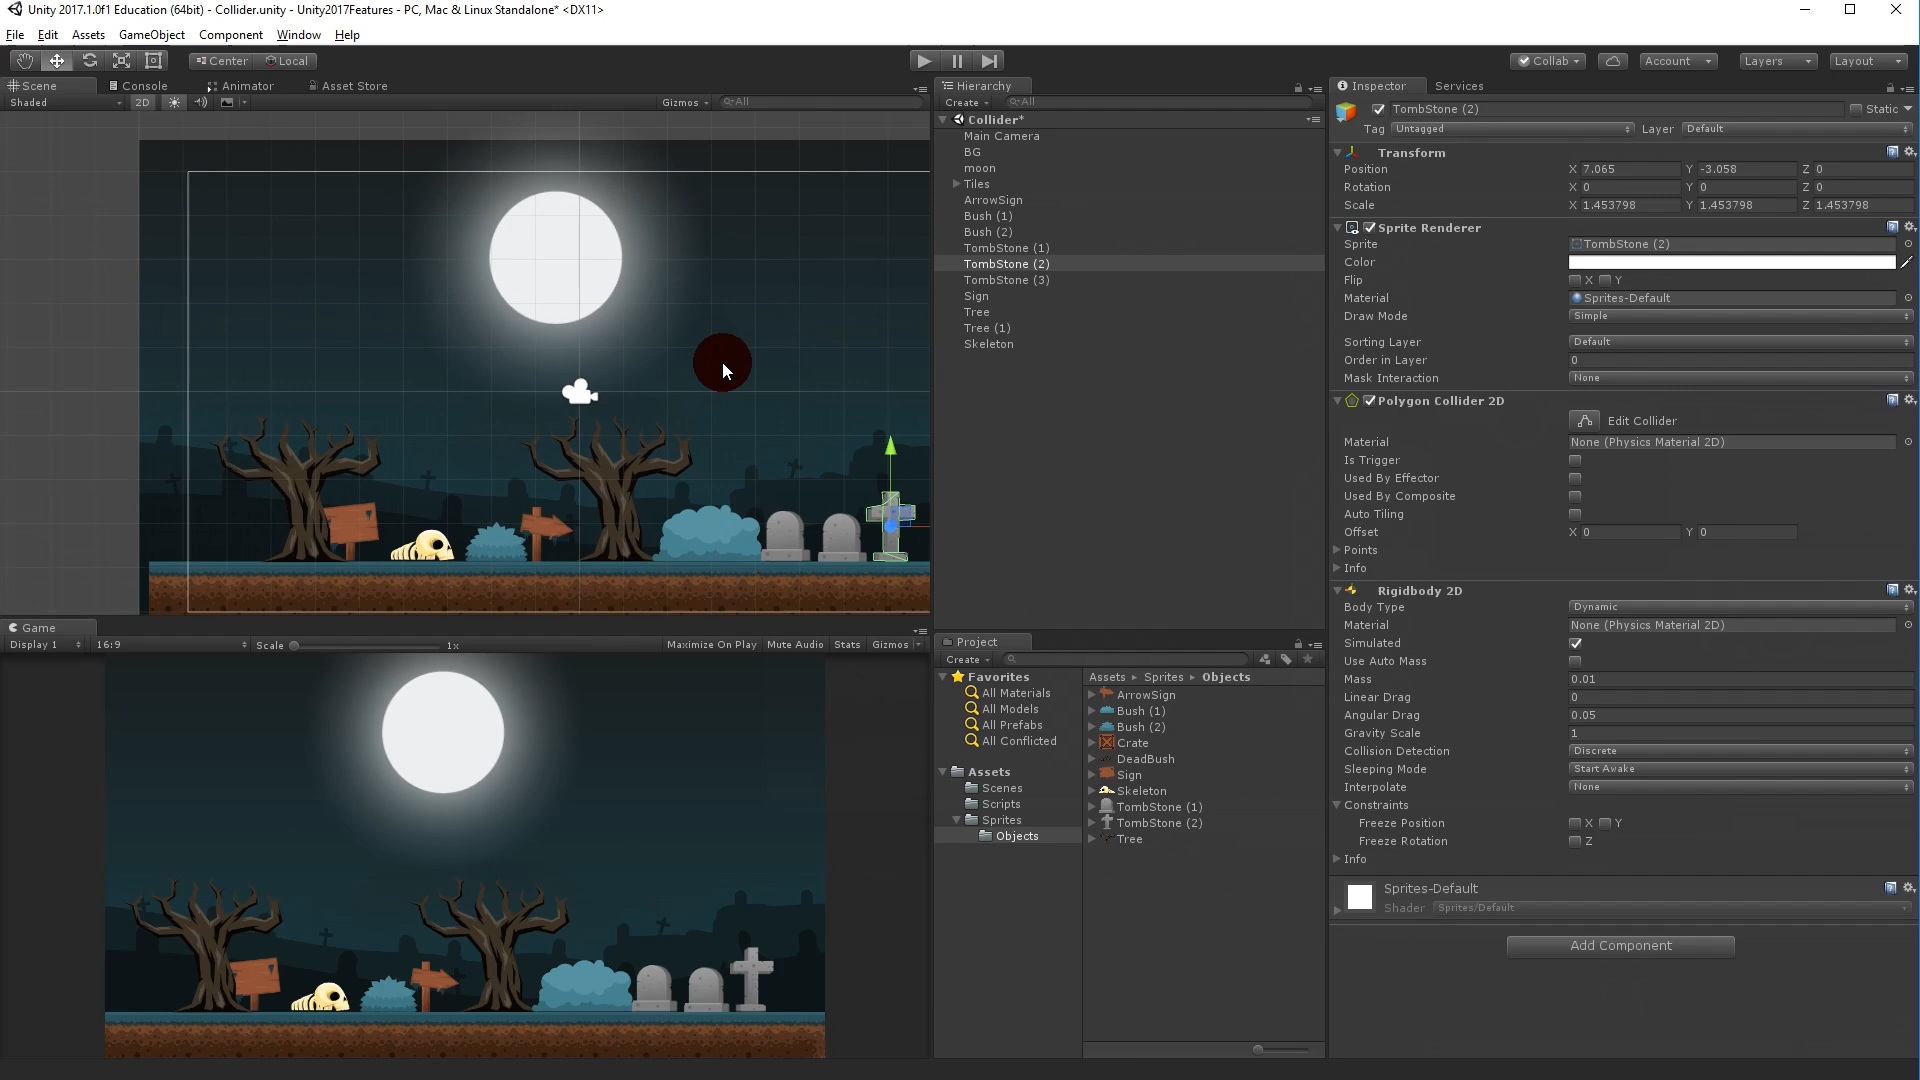 Unity 2017.1.0f1 Education (64bit) - Collider.unity - Unity2017Features - PC, Mac & Linux Standalone* <DX11>
File Edit Assets GameObject Component Window Help
Center Local
Collab Account Layers Layout
Scene Console Animator Asset Store
Shaded 2D Gizmos All
Game
Display 1 16:9 Scale 1x Maximize On Play Mute Audio Stats Gizmos
Hierarchy
Create All
Collider*
Main Camera
BG
moon
Tiles
ArrowSign
Bush (1)
Bush (2)
TombStone (1)
TombStone (2)
TombStone (3)
Sign
Tree
Tree (1)
Skeleton
Project
Create
Favorites
All Materials
All Models
All Prefabs
All Conflicted
Assets
Scenes
Scripts
Sprites
Objects
Assets Sprites Objects
ArrowSign
Bush (1)
Bush (2)
Crate
DeadBush
Sign
Skeleton
TombStone (1)
TombStone (2)
Tree
Inspector Services
TombStone (2) Static
Tag Untagged Layer Default
Transform
Position X 7.065 Y -3.058 Z 0
Rotation X 0 Y 0 Z 0
Scale X 1.453798 Y 1.453798 Z 1.453798
Sprite Renderer
Sprite TombStone (2)
Color
Flip X Y
Material Sprites-Default
Draw Mode Simple
Sorting Layer Default
Order in Layer 0
Mask Interaction None
Polygon Collider 2D
Edit Collider
Material None (Physics Material 2D)
Is Trigger
Used By Effector
Used By Composite
Auto Tiling
Offset X 0 Y 0
Points
Info
Rigidbody 2D
Body Type Dynamic
Material None (Physics Material 2D)
Simulated
Use Auto Mass
Mass 0.01
Linear Drag 0
Angular Drag 0.05
Gravity Scale 1
Collision Detection Discrete
Sleeping Mode Start Awake
Interpolate None
Constraints
Freeze Position X Y
Freeze Rotation Z
Info
Sprites-Default
Shader Sprites/Default
Add Component